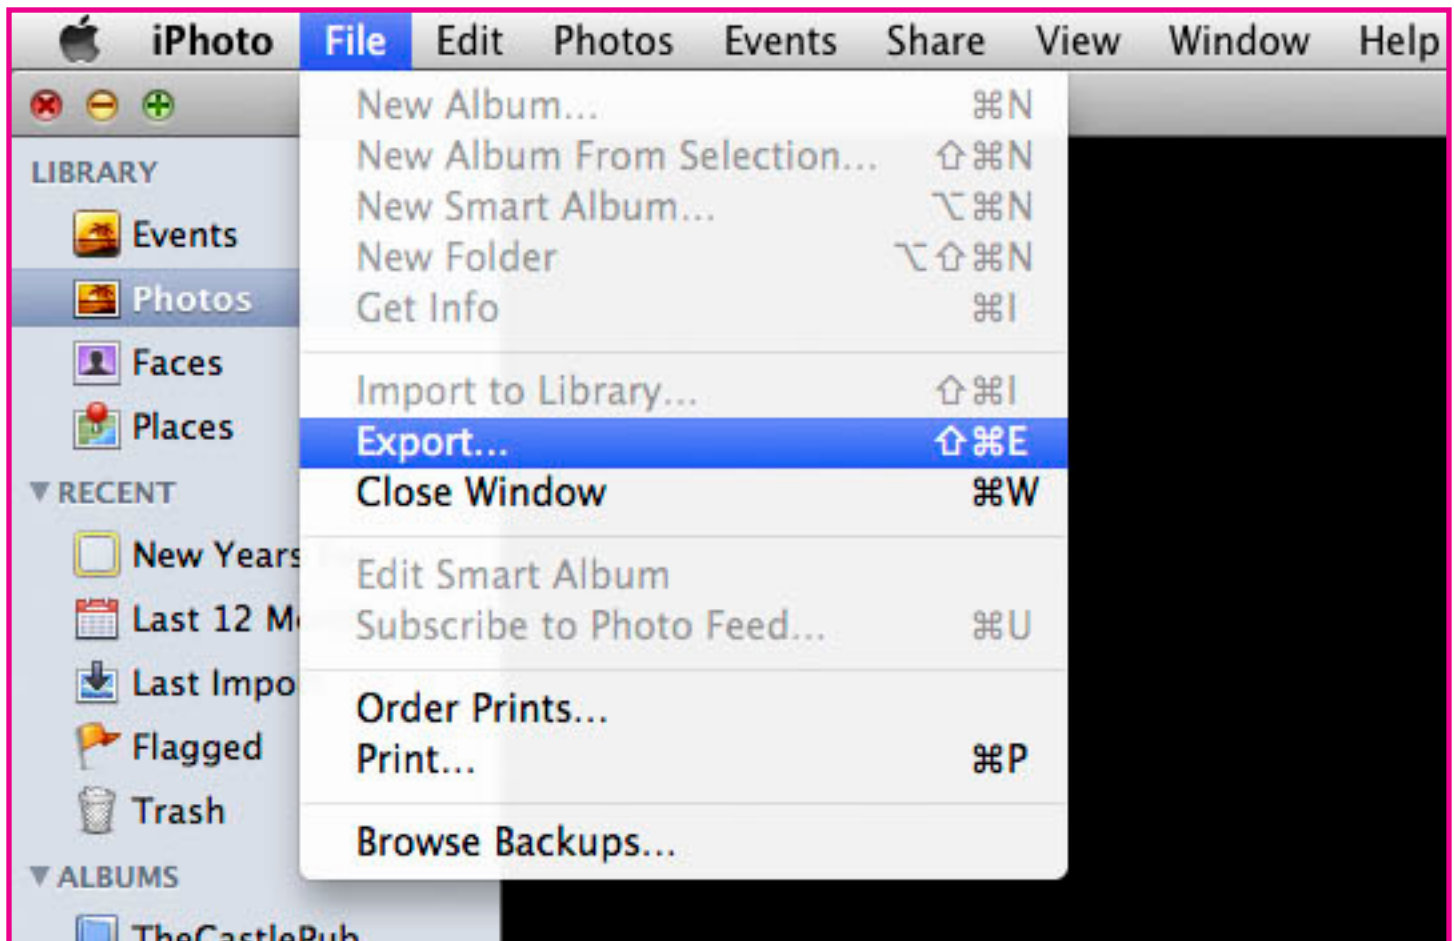 iPhoto File Edit Photos Events Share View Window Help
New Album... ⌘N
New Album From Selection... ⇧⌘N
New Smart Album... ⌥⌘N
New Folder ⌥⇧⌘N
Get Info ⌘I
Import to Library... ⇧⌘I
Export... ⇧⌘E
Close Window ⌘W
Edit Smart Album
Subscribe to Photo Feed... ⌘U
Order Prints...
Print... ⌘P
Browse Backups...
LIBRARY
Events
Photos
Faces
Places
RECENT
New Years
Last 12
Last
Flagged
Trash
ALBUMS
TheCastlePub